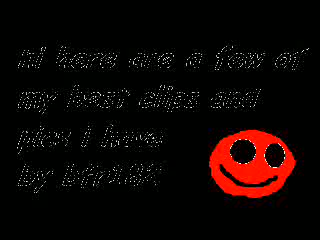 hi here are a few of
my best clips and
pics i have
by